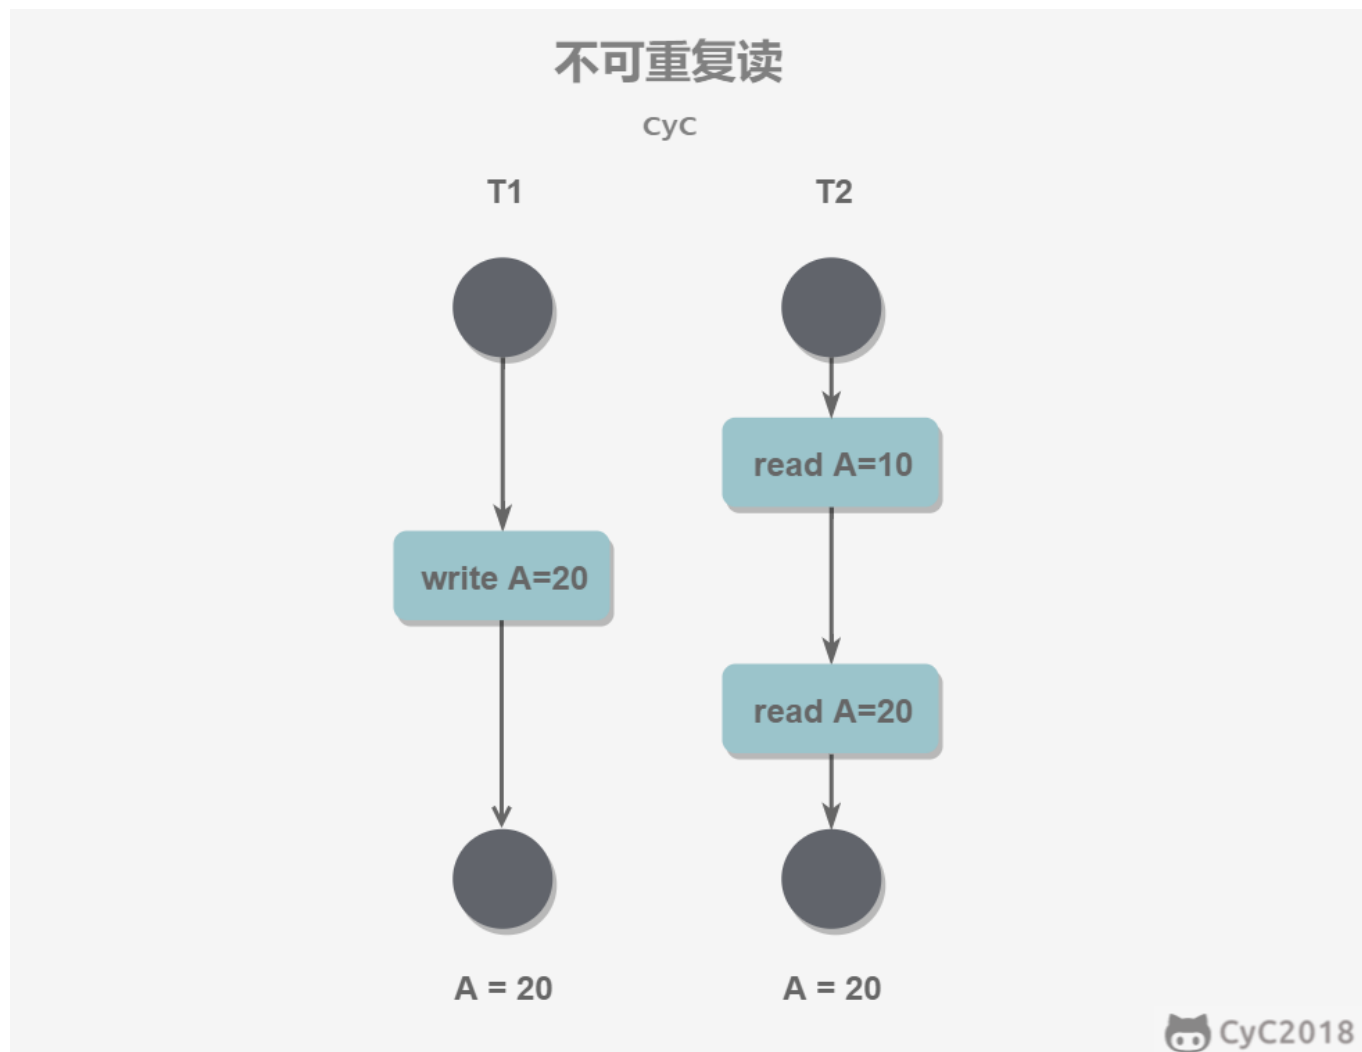 不可重复读
CyC
T1 T2
read A=10
write A=20
read A=20
A = 20 A = 20
CyC2018